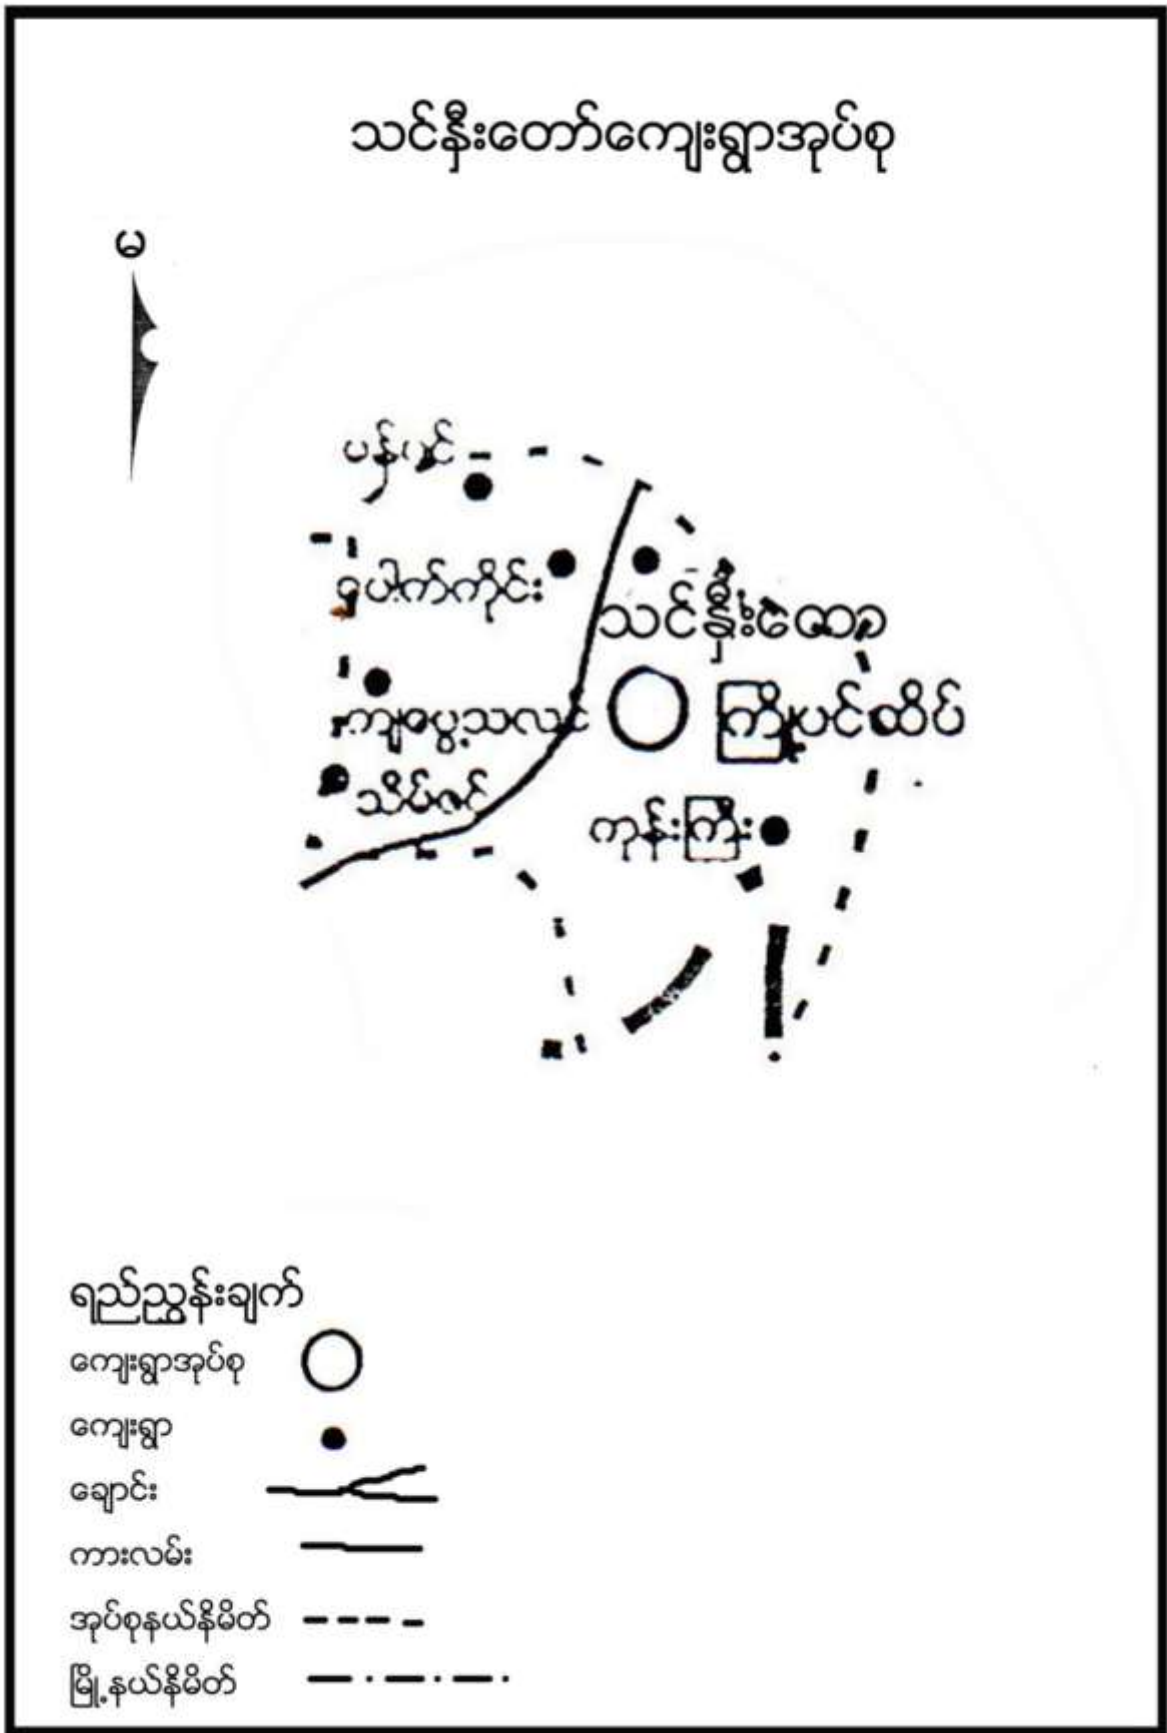 သင်နှီးတော်ကျေးရွာအုပ်စု
မ
ပန်ပင်
ပေါက်ကိုင်း
သင်နှီးတော
ကျပွေ့သလင်
ကြို့ပင်ထိပ်
သိမ်ဇင်
ကုန်းကြီး
ရည်ညွှန်းချက်
ကျေးရွာအုပ်စု
ကျေးရွာ
ချောင်း
ကားလမ်း
အုပ်စုနယ်နိမိတ်
မြို့နယ်နိမိတ်